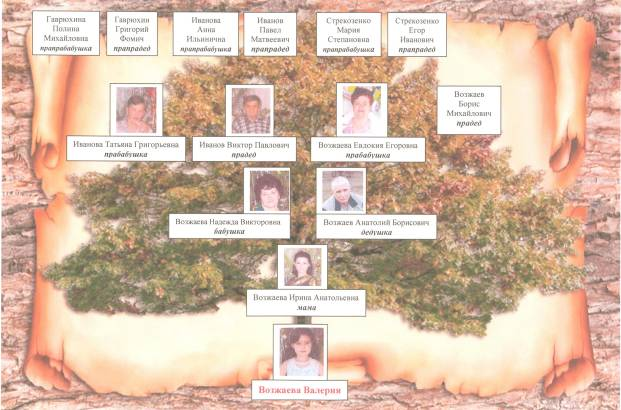 Гаврюхина
Полина
Михайловна
прапрабабушка
Гаврюхин
Григорий
Фомич
прапрадед
Иванова
Анна
Ильинична
прапрабабушка
Иванов
Павел
Матвеевич
прапрадед
Стрекозенко
Мария
Степановна
прапрабабушка
Стрекозенко
Егор
Иванович
прапрадед
Иванова Татьяна Григорьевна
прабабушка
Иванов Виктор Павлович
прадед
Возжаева Евдокия Егоровна
прабабушка
Возжаев
Борис
Михайлович
прадед
Возжаева Надежда Викторовна
бабушка
Возжаев Анатолий Борисович
дедушка
Возжаева Ирина Анатольевна
мама
Возжаева Валерия